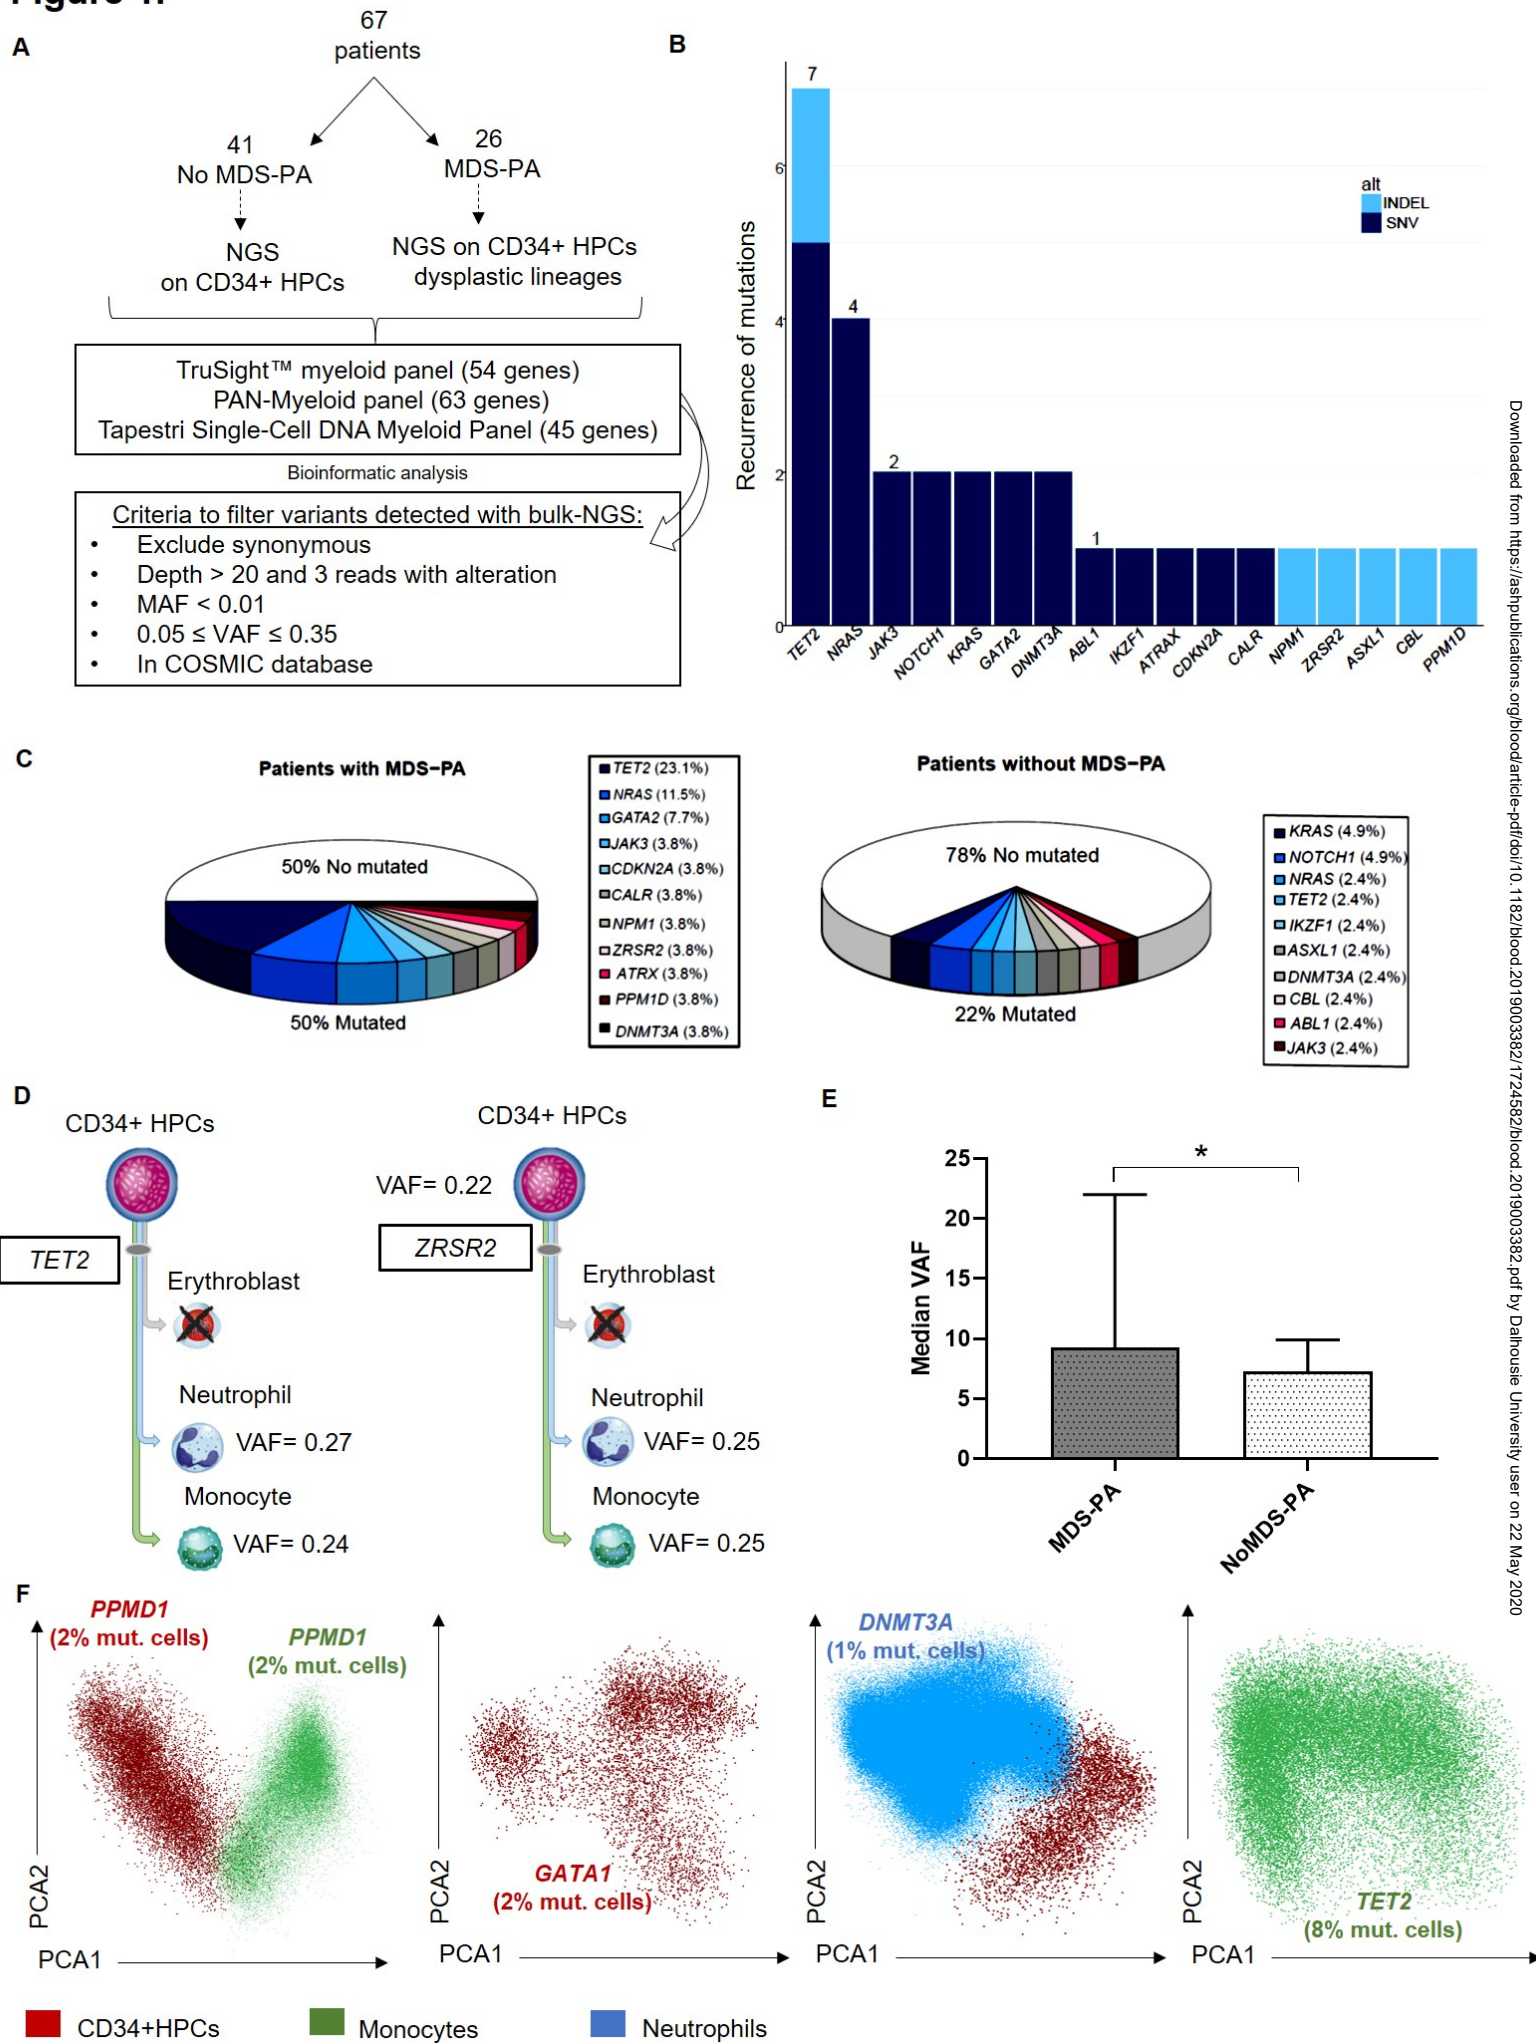 A
67
patients
41
No MDS-PA
26
MDS-PA
NGS
on CD34+ HPCs
NGS on CD34+ HPCs
dysplastic lineages
TruSight™ myeloid panel (54 genes)
PAN-Myeloid panel (63 genes)
Tapestri Single-Cell DNA Myeloid Panel (45 genes)
Bioinformatic analysis
Criteria to filter variants detected with bulk-NGS:
• Exclude synonymous
• Depth > 20 and 3 reads with alteration
• MAF < 0.01
• 0.05 ≤ VAF ≤ 0.35
• In COSMIC database
B
Recurrence of mutations
6
4
2
0
7
4
2
1
alt
INDEL
SNV
TET2
NRAS
JAK3
NOTCH1
KRAS
GATA2
DNMT3A
ABL1
IKZF1
ATRAX
CDKN2A
CALR
NPM1
ZRSR2
ASXL1
CBL
PPM1D
C
Patients with MDS−PA
50% No mutated
50% Mutated
TET2 (23.1%)
NRAS (11.5%)
GATA2 (7.7%)
JAK3 (3.8%)
CDKN2A (3.8%)
CALR (3.8%)
NPM1 (3.8%)
ZRSR2 (3.8%)
ATRX (3.8%)
PPM1D (3.8%)
DNMT3A (3.8%)
Patients without MDS−PA
78% No mutated
22% Mutated
KRAS (4.9%)
NOTCH1 (4.9%)
NRAS (2.4%)
TET2 (2.4%)
IKZF1 (2.4%)
ASXL1 (2.4%)
DNMT3A (2.4%)
CBL (2.4%)
ABL1 (2.4%)
JAK3 (2.4%)
D
CD34+ HPCs
TET2
Erythroblast
Neutrophil
VAF= 0.27
Monocyte
VAF= 0.24
CD34+ HPCs
VAF= 0.22
ZRSR2
Erythroblast
Neutrophil
VAF= 0.25
Monocyte
VAF= 0.25
E
Median VAF
25
20
15
10
5
0
*
MDS-PA
NoMDS-PA
F
PPMD1
(2% mut. cells)
PPMD1
(2% mut. cells)
PCA2
PCA1
GATA1
(2% mut. cells)
PCA2
PCA1
DNMT3A
(1% mut. cells)
PCA2
PCA1
TET2
(8% mut. cells)
PCA2
PCA1
CD34+HPCs
Monocytes
Neutrophils
Downloaded from https://ashpublications.org/blood/article-pdf/doi/10.1182/blood.2019003382/1724582/blood.2019003382.pdf by Dalhousie University user on 22 May 2020